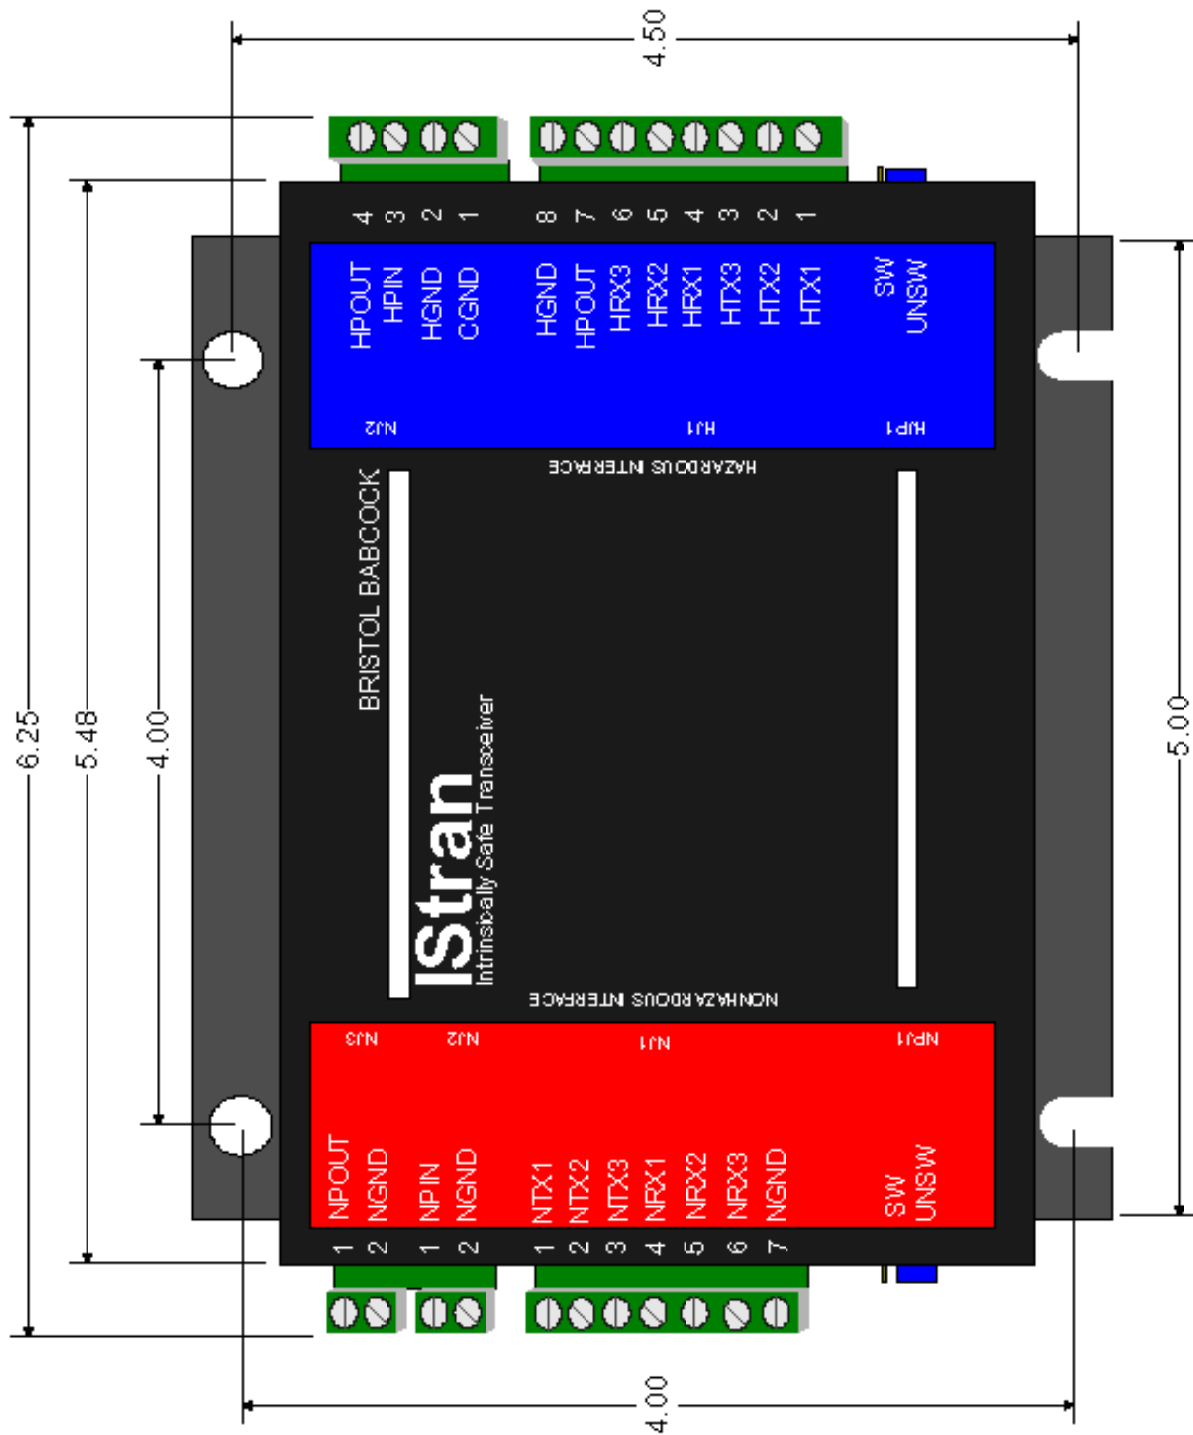 4.50
6.25
5.48
4.00
5.00
4.00
4
3
2
1
8
7
6
5
4
3
2
1
HPOUT
HPIN
HGND
CGND
HGND
HPOUT
HRX3
HRX2
HRX1
HTX3
HTX2
HTX1
SW
UNSW
NJ2
HJ1
HJP1
HAZARDOUS INTERFACE
BRISTOL BABCOCK
IStran
Intrinsically Safe Transceiver
NONHAZARDOUS INTERFACE
NJ3
NJ2
NJ1
NPJ1
NPOUT
NGND
NPIN
NGND
NTX1
NTX2
NTX3
NRX1
NRX2
NRX3
NGND
SW
UNSW
1
2
1
2
1
2
3
4
5
6
7